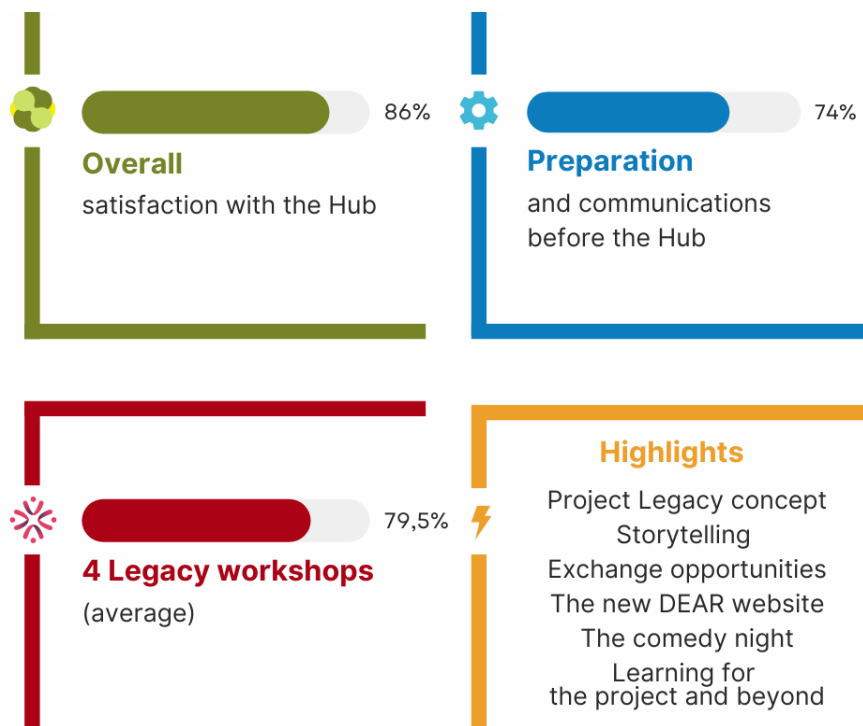 86%
Overall
satisfaction with the Hub
74%
Preparation
and communications
before the Hub
79,5%
4 Legacy workshops
(average)
Highlights
Project Legacy concept
Storytelling
Exchange opportunities
The new DEAR website
The comedy night
Learning for
the project and beyond